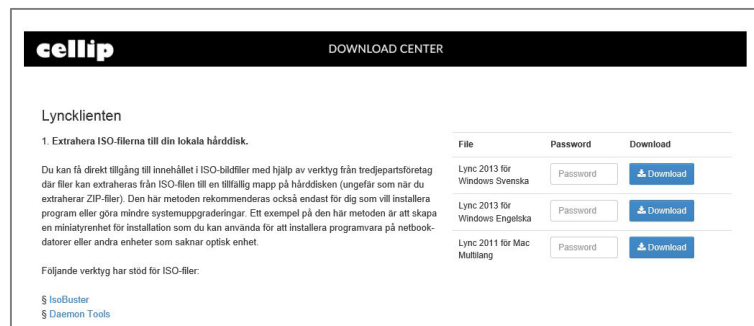 cellip
DOWNLOAD CENTER
Lyncklienten
1. Extrahera ISO-filerna till din lokala hårddisk.
Du kan få direkt tillgång till innehållet i ISO-bildfiler med hjälp av verktyg från tredjepartsföretag
där filer kan extraheras från ISO-filen till en tillfällig mapp på hårddisken (ungefär som när du
extraherar ZIP-filer). Den här metoden rekommenderas också endast för dig som vill installera
program eller göra mindre systemuppgraderingar. Ett exempel på den här metoden är att skapa
en miniatyrenhet för installation som du kan använda för att installera programvara på netbook-
datorer eller andra enheter som saknar optisk enhet.
Följande verktyg har stöd för ISO-filer:
§ IsoBuster
§ Daemon Tools
File Password Download
Lync 2013 för
Windows Svenska
Password Download
Lync 2013 för
Windows Engelska
Password Download
Lync 2011 för Mac
Multilang
Password Download